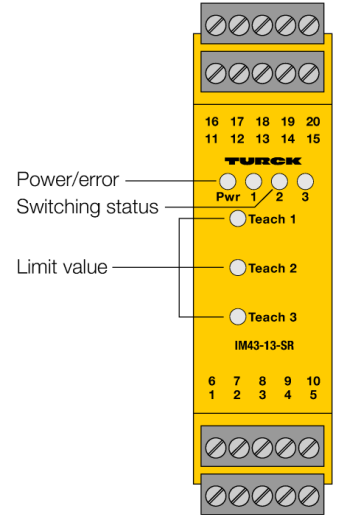 16 17 18 19 20
11 12 13 14 15
TURCK
Power/error
Pwr 1 2 3
Switching status
Teach 1
Limit value
Teach 2
Teach 3
IM43-13-SR
6 7 8 9 10
1 2 3 4 5